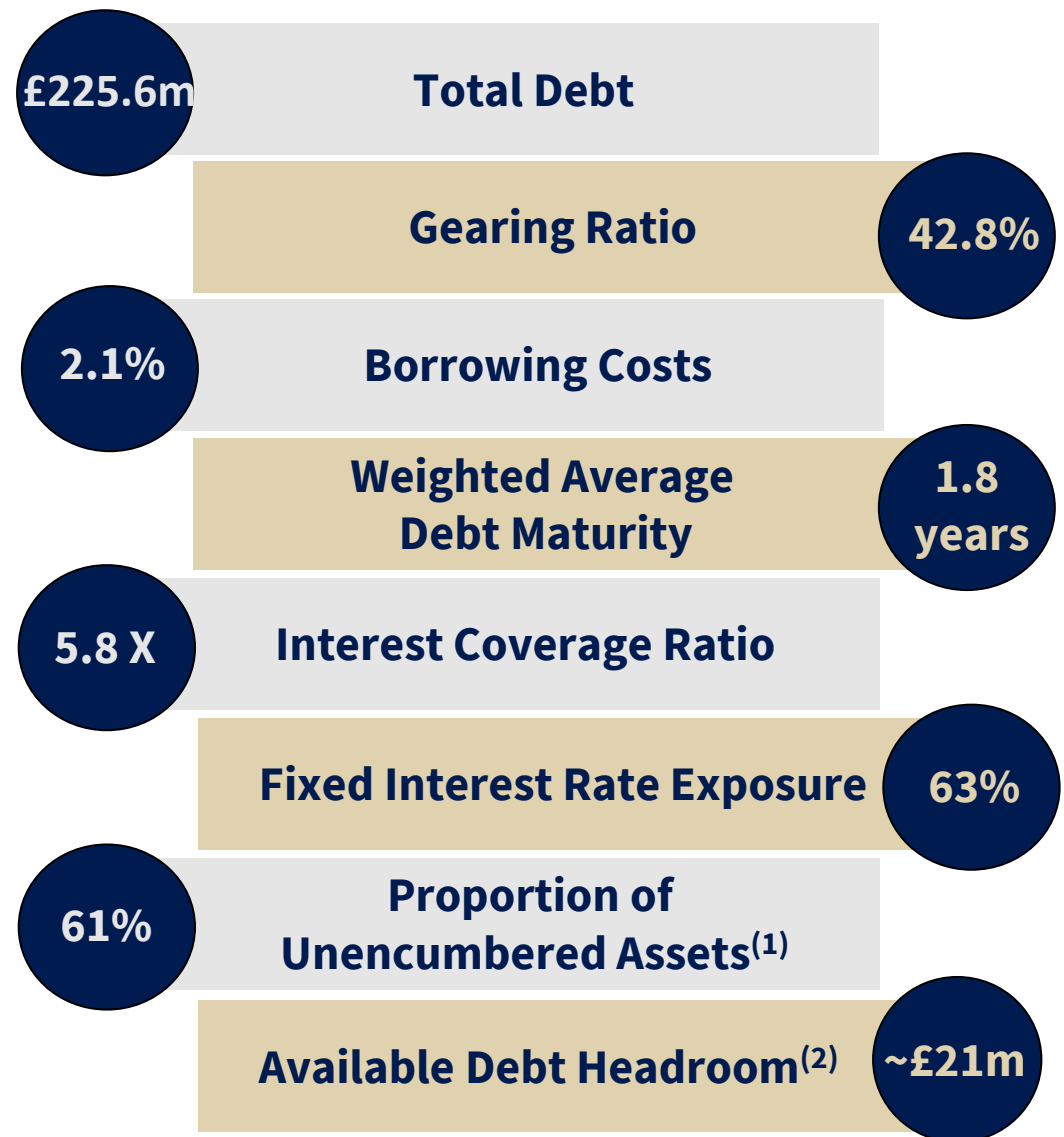 £225.6m Total Debt
Gearing Ratio 42.8%
2.1% Borrowing Costs
Weighted Average
Debt Maturity
1.8
years
5.8 X Interest Coverage Ratio
Fixed Interest Rate Exposure 63%
61%
Proportion of
Unencumbered Assets(1)
Available Debt Headroom(2) ~£21m